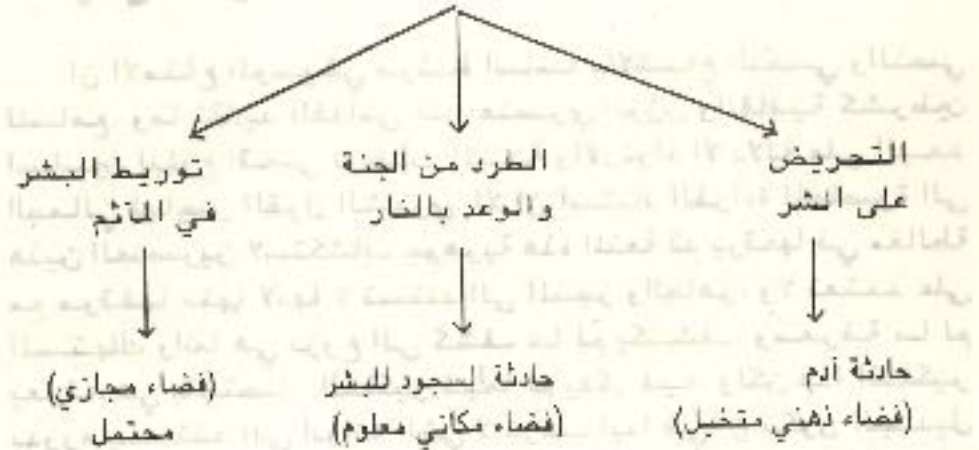 التحريض
على الشر
الطرد من الجنة
والوعد بالنار
توريط البشر
في المآثم
حادثة آدم
(فضاء ذهني متخيل)
حادثة السجود للبشر
(فضاء مكاني معلوم)
(فضاء مجازي)
محتمل